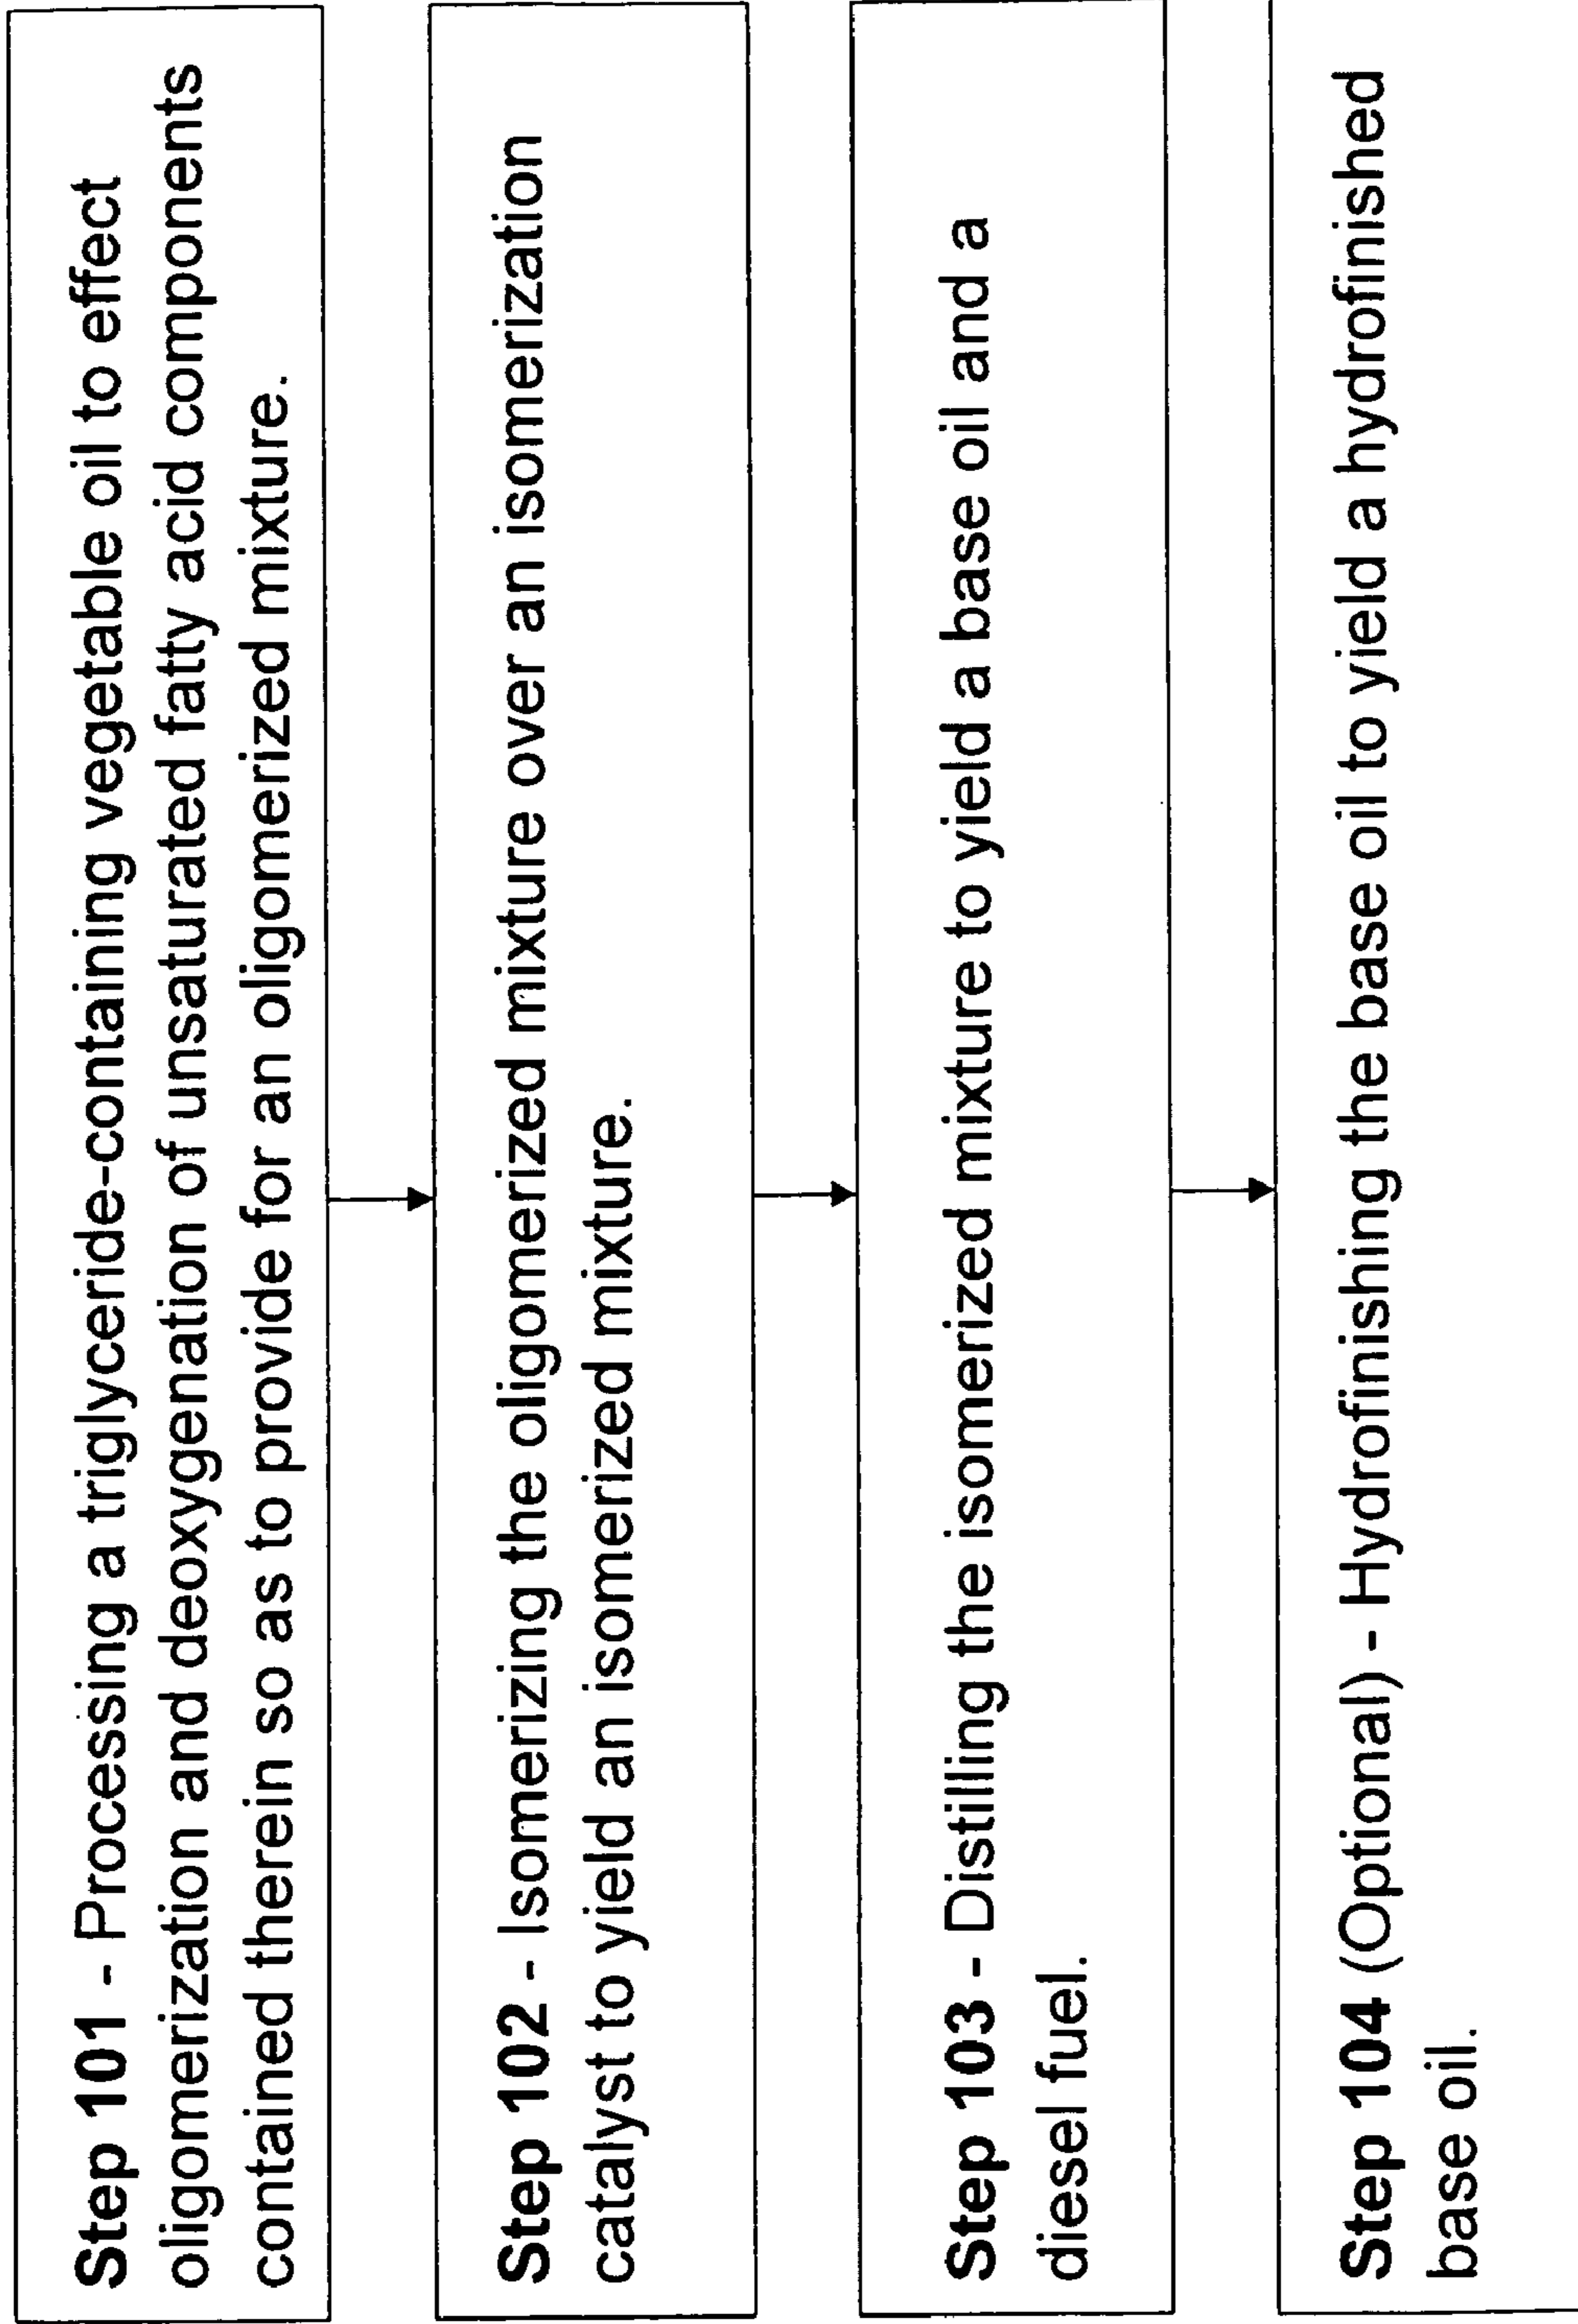 Step 101 - Processing a triglyceride-containing vegetable oil to effect
oligomerization and deoxygenation of unsaturated fatty acid components
contained therein so as to provide for an oligomerized mixture.
Step 102 - Isomerizing the oligomerized mixture over an isomerization
catalyst to yield an isomerized mixture.
Step 103 - Distilling the isomerized mixture to yield a base oil and a
diesel fuel.
Step 104 (Optional) - Hydrofinishing the base oil to yield a hydrofinished
base oil.